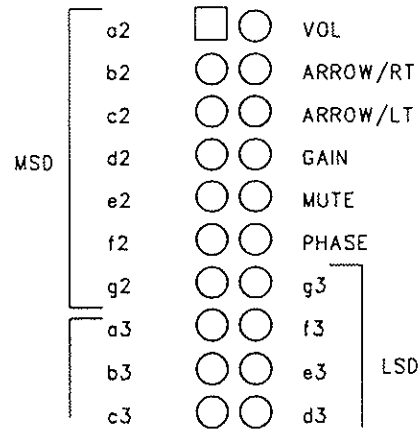 a2 VOL
b2 ARROW/RT
c2 ARROW/LT
d2 GAIN
MSD
e2 MUTE
f2 PHASE
g2 g3
a3 f3
b3 e3
LSD
c3 d3